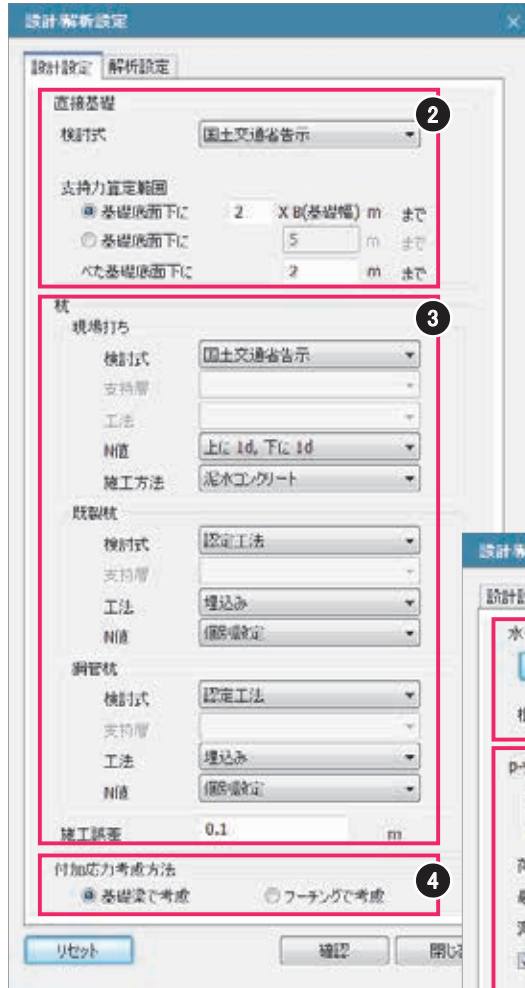 設計·解析設定
設計設定 解析設定
直接基礎
2
検討式 国土交通省告示
支持力算定範囲
基礎底面下に 2 X B(基礎幅) m まで
基礎底面下に 5 m まで
べた基礎底面下に 2 m まで
杭
3
現場打ち
検討式 国土交通省告示
支持層
工法
N値 上に 1d, 下に 1d
施工方法 泥水コンクリート
既製杭
検討式 認定工法
支持層
工法 埋込み
N値 個別設定
鋼管杭
検討式 認定工法
支持層
工法 埋込み
N値 個別設定
施工誤差 0.1 m
付加応力考慮方法
4
基礎梁で考慮 フーチングで考慮
リセット 確認 閉じ
設計·解
設計設
水